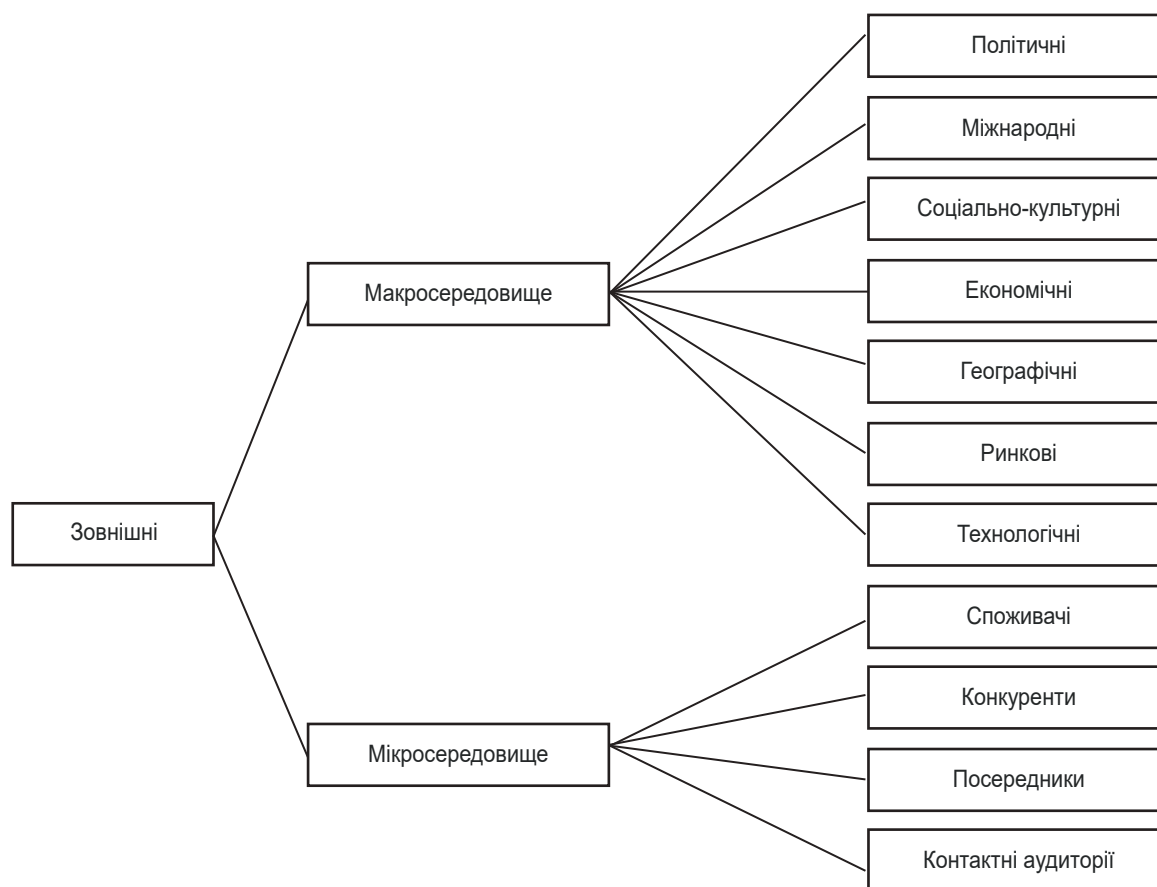 Політичні
Міжнародні
Соціально-культурні
Макросередовище
Економічні
Географічні
Ринкові
Зовнішні
Технологічні
Споживачі
Конкуренти
Мікросередовище
Посередники
Контактні аудиторії